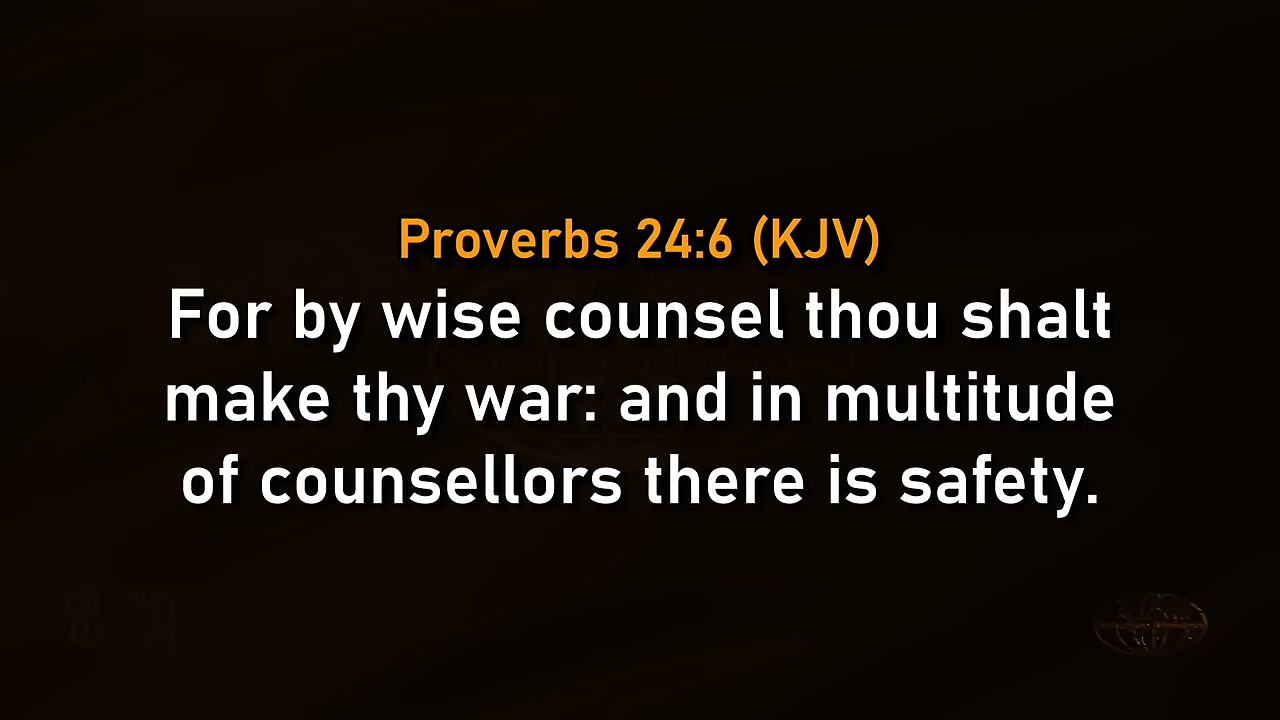 Proverbs 24:6 (KJV)
For by wise counsel thou shalt
make thy war: and in multitude
of counsellors there is safety.